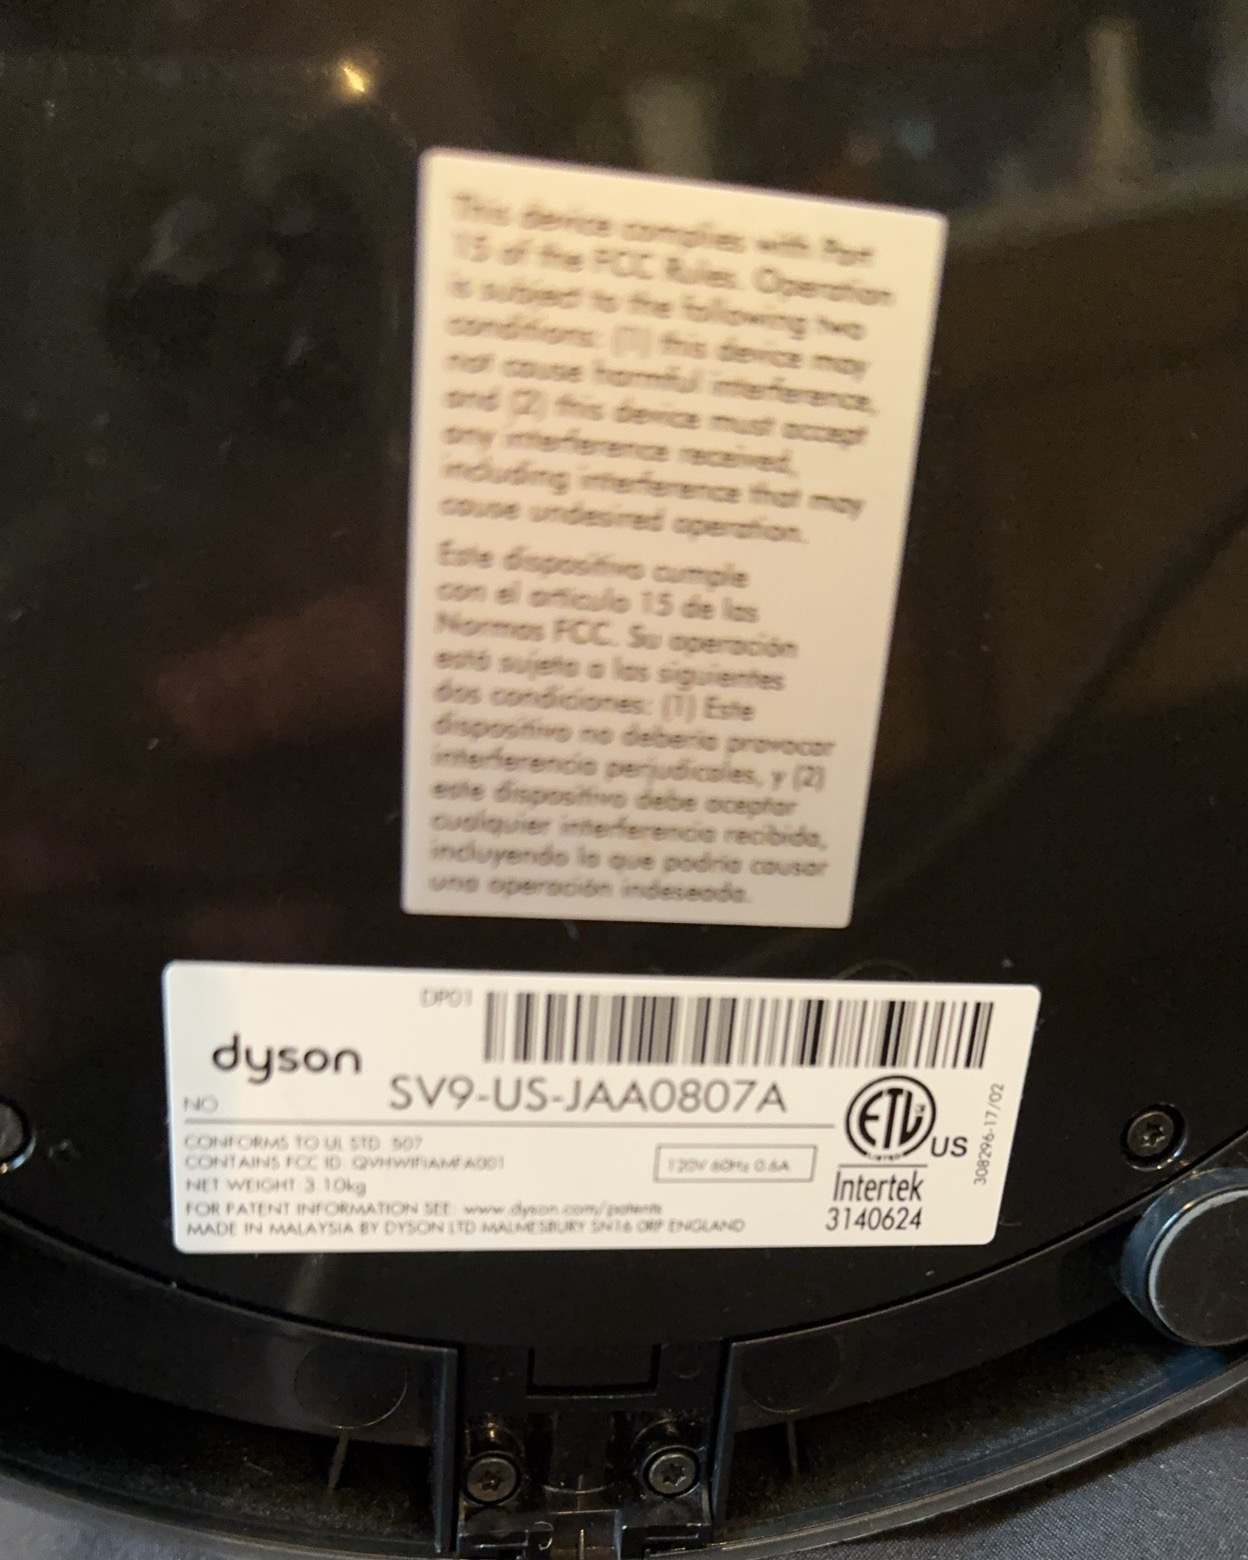 This device complies with Part
15 of the FCC Rules. Operation
is subject to the following two
conditions: (1) this device may
not cause harmful interference,
and (2) this device must accept
any interference received,
including interference that may
cause undesired operation.
Este dispositivo cumple
con el artículo 15 de las
Normas FCC. Su operación
está sujeta a las siguientes
dos condiciones: (1) Este
dispositivo no debería provocar
interferencia perjudicales, y (2)
este dispositivo debe aceptar
cualquier interferencia recibida,
incluyendo la que podría causar
una operación indeseada.
DP01
dyson
NO
SV9-US-JAA0807A
CONFORMS TO UL STD. 507
CONTAINS FCC ID: QVHWIFIAMFA001
NET WEIGHT: 3.10kg
FOR PATENT INFORMATION SEE: www.dyson.com/patents
MADE IN MALAYSIA BY DYSON LTD MALMESBURY SN16 0RP ENGLAND
120V 60Hz 0.6A
ETL US
Intertek
3140624
308296-17/02